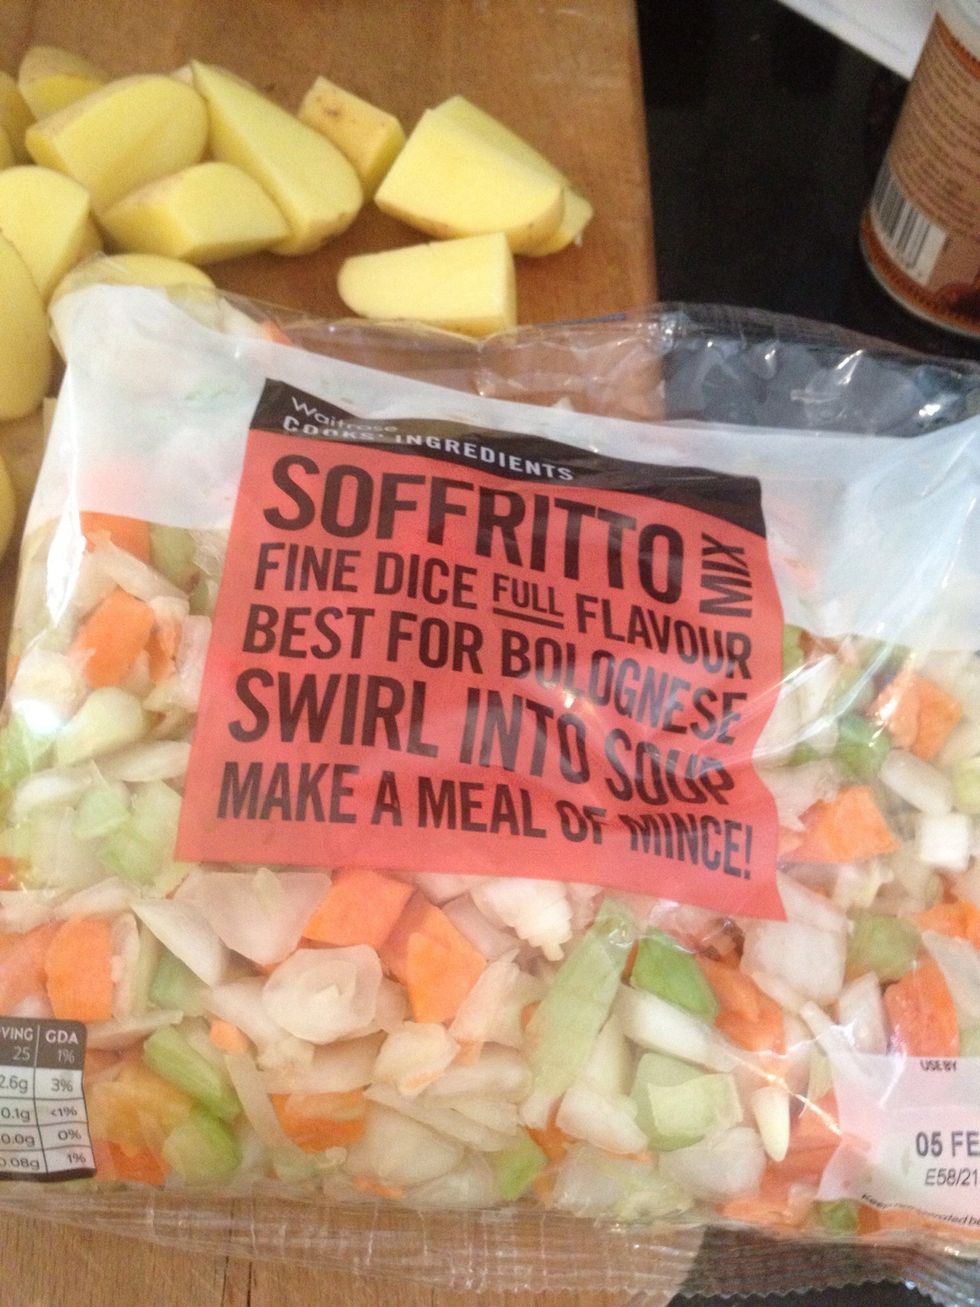 Waitrose
COOKS' INGREDIENTS
SOFFRITTO MIX
FINE DICE FULL FLAVOUR
BEST FOR BOLOGNESE
SWIRL INTO SOUP
MAKE A MEAL OF MINCE!
VING GDA
25 1%
2.6g 3%
0.1g <1%
0.0g 0%
0.08g 1%
USE BY
05 FE
E58/21